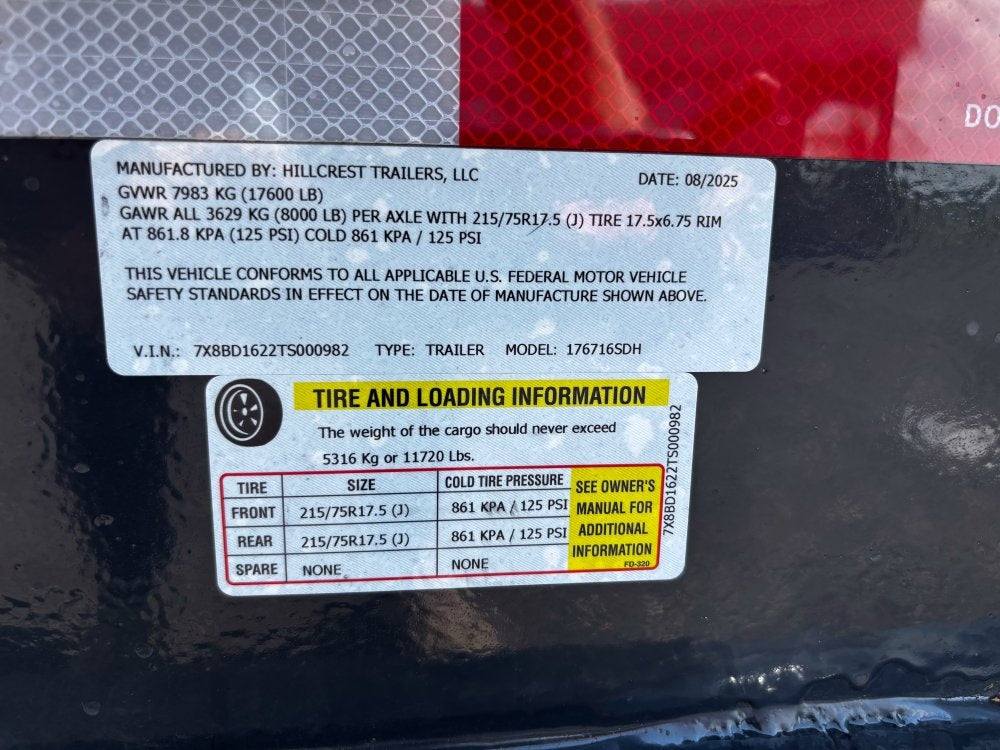 DO
MANUFACTURED BY: HILLCREST TRAILERS, LLC DATE: 08/2025
GVWR 7983 KG (17600 LB)
GAWR ALL 3629 KG (8000 LB) PER AXLE WITH 215/75R17.5 (J) TIRE 17.5x6.75 RIM
AT 861.8 KPA (125 PSI) COLD 861 KPA / 125 PSI
THIS VEHICLE CONFORMS TO ALL APPLICABLE U.S. FEDERAL MOTOR VEHICLE
SAFETY STANDARDS IN EFFECT ON THE DATE OF MANUFACTURE SHOWN ABOVE.
V.I.N.: 7X8BD1622TS000982 TYPE: TRAILER MODEL: 176716SDH
TIRE AND LOADING INFORMATION
The weight of the cargo should never exceed
5316 Kg or 11720 Lbs.
TIRE SIZE COLD TIRE PRESSURE
FRONT 215/75R17.5 (J) 861 KPA / 125 PSI
REAR 215/75R17.5 (J) 861 KPA / 125 PSI
SPARE NONE NONE
SEE OWNER'S
MANUAL FOR
ADDITIONAL
INFORMATION
FD-320
7X8BD1622TS000982